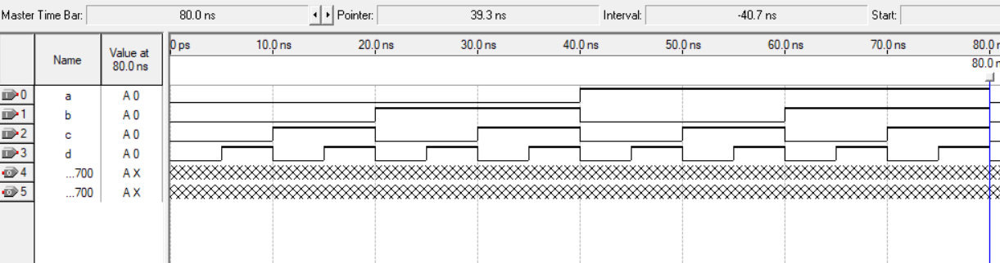 Master Time Bar: 80.0 ns Pointer: 39.3 ns Interval: -40.7 ns Start:
Name Value at 80.0 ns
0 ps 10.0 ns 20.0 ns 30.0 ns 40.0 ns 50.0 ns 60.0 ns 70.0 ns 80.0 n
80.0 n
0 a A 0
1 b A 0
2 c A 0
3 d A 0
4 ...700 A X
5 ...700 A X